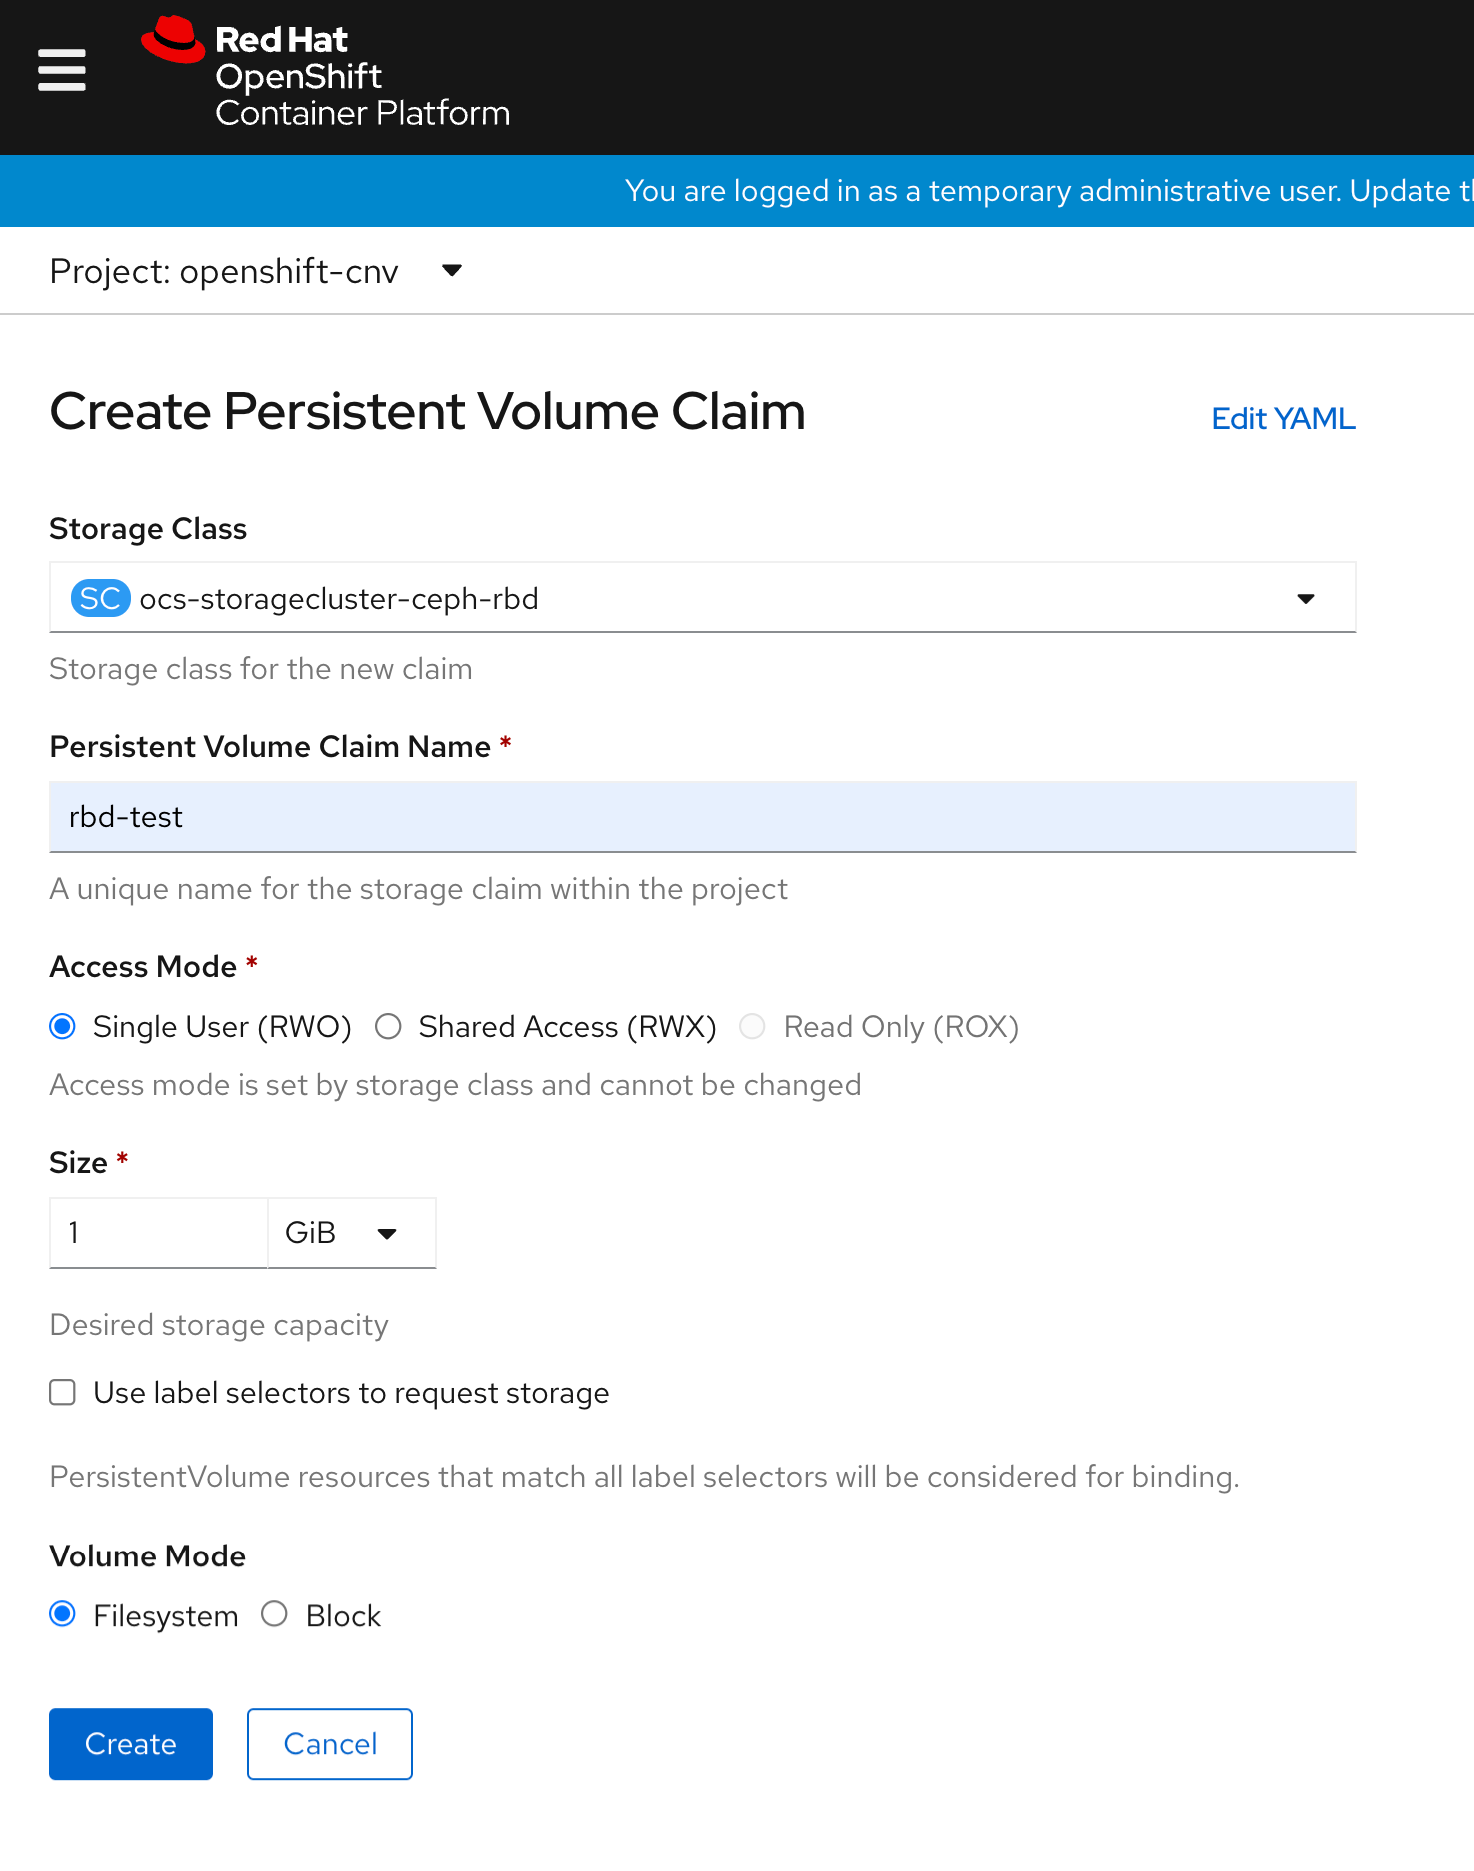 Red Hat
OpenShift
Container Platform
You are logged in as a temporary administrative user. Update
Project: openshift-cnv
Create Persistent Volume Claim
Edit YAML
Storage Class
SC ocs-storagecluster-ceph-rbd
Storage class for the new claim
Persistent Volume Claim Name *
rbd-test
A unique name for the storage claim within the project
Access Mode *
Single User (RWO) Shared Access (RWX) Read Only (ROX)
Access mode is set by storage class and cannot be changed
Size *
1 GiB
Desired storage capacity
Use label selectors to request storage
PersistentVolume resources that match all label selectors will be considered for binding.
Volume Mode
Filesystem Block
Create Cancel